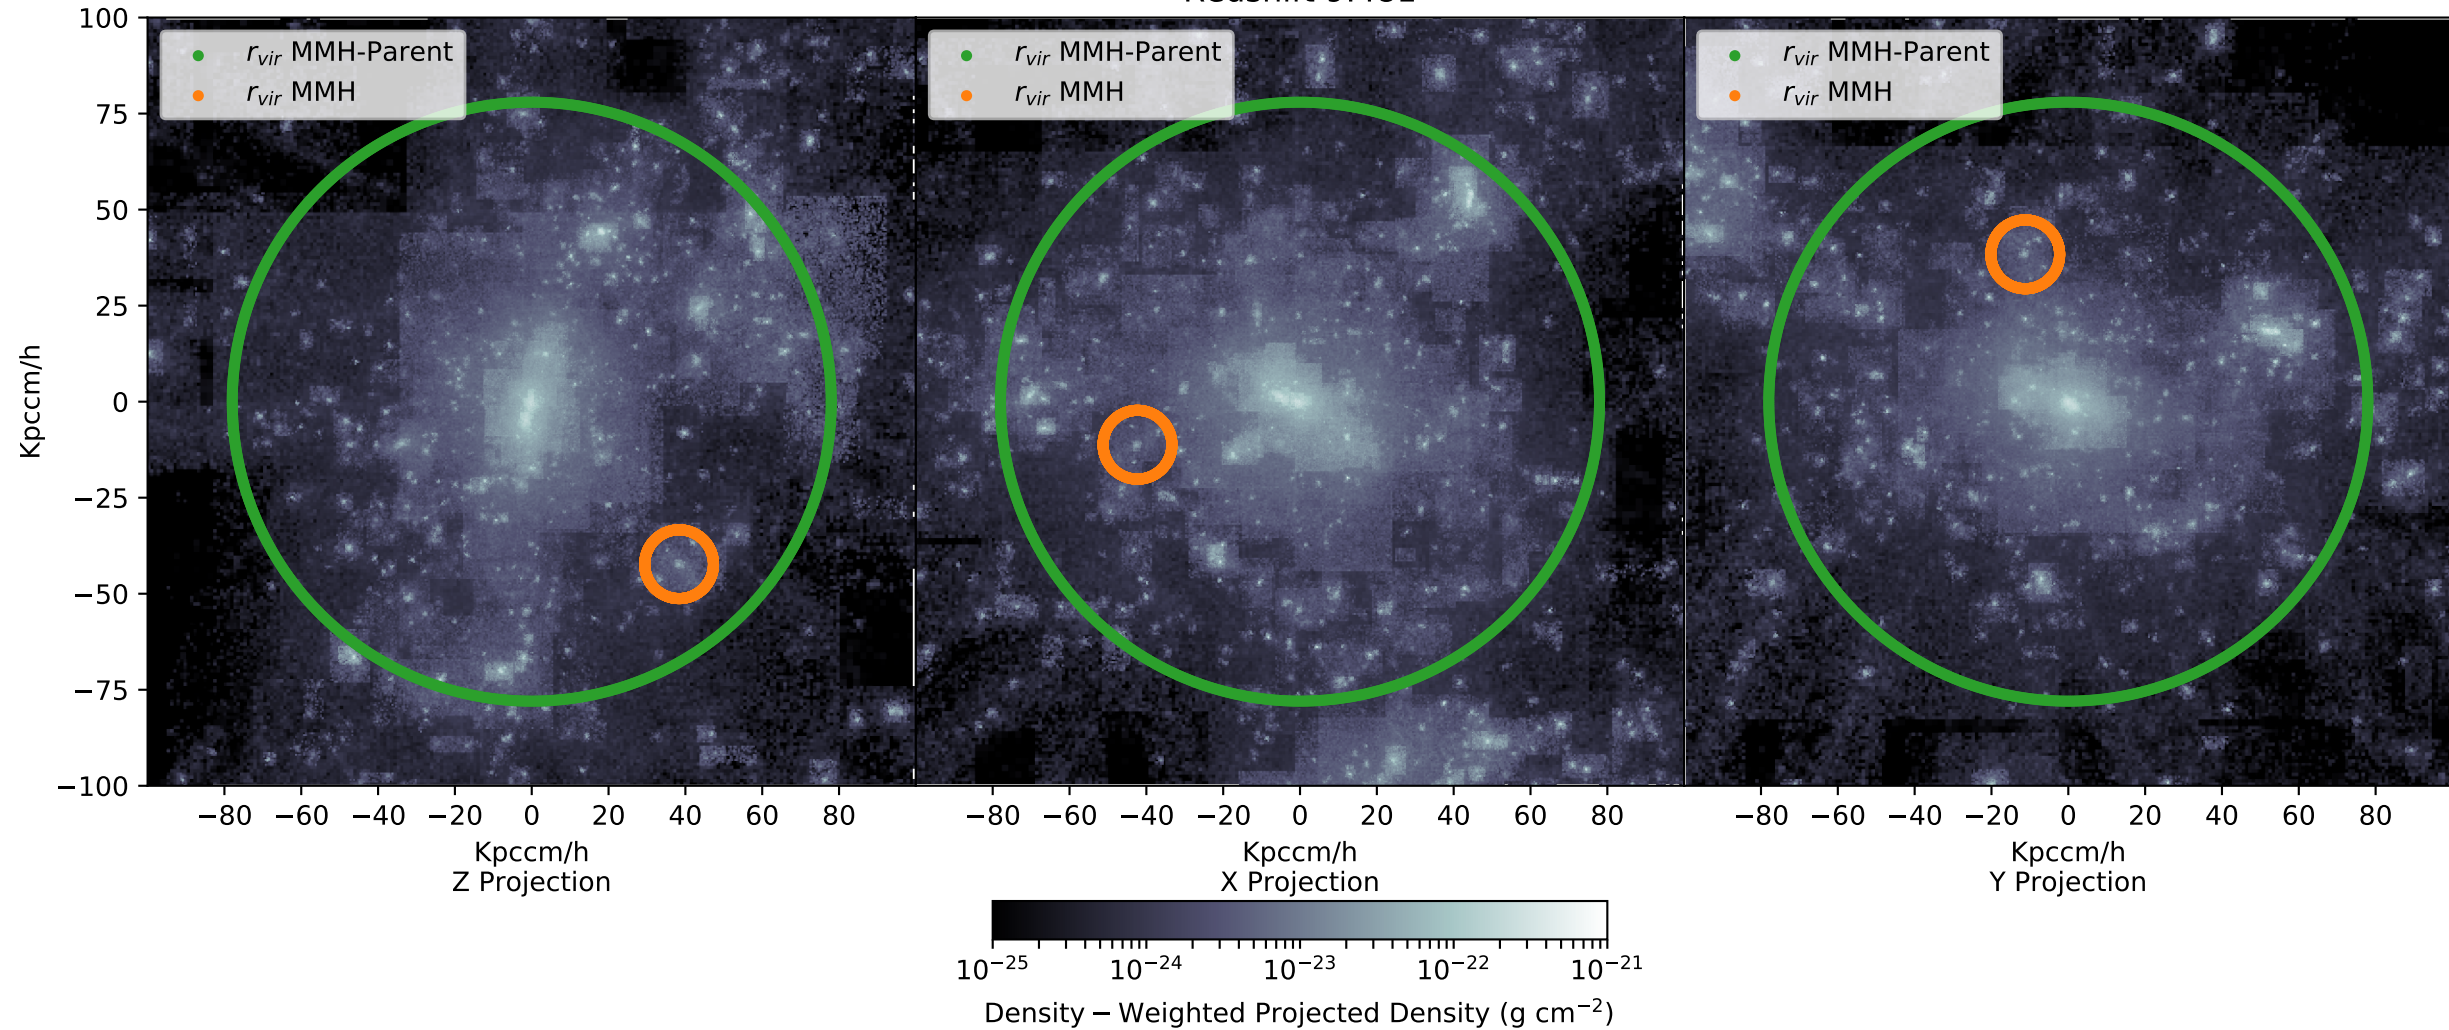 r_vir MMH-Parent
r_vir MMH
r_vir MMH-Parent
r_vir MMH
r_vir MMH-Parent
r_vir MMH
100
75
50
25
0
−25
−50
−75
−100
Kpccm/h
−80 −60 −40 −20 0 20 40 60 80
−80 −60 −40 −20 0 20 40 60 80
−80 −60 −40 −20 0 20 40 60 80
Kpccm/h
Z Projection
Kpccm/h
X Projection
Kpccm/h
Y Projection
10⁻²⁵ 10⁻²⁴ 10⁻²³ 10⁻²² 10⁻²¹
Density − Weighted Projected Density (g cm⁻²)